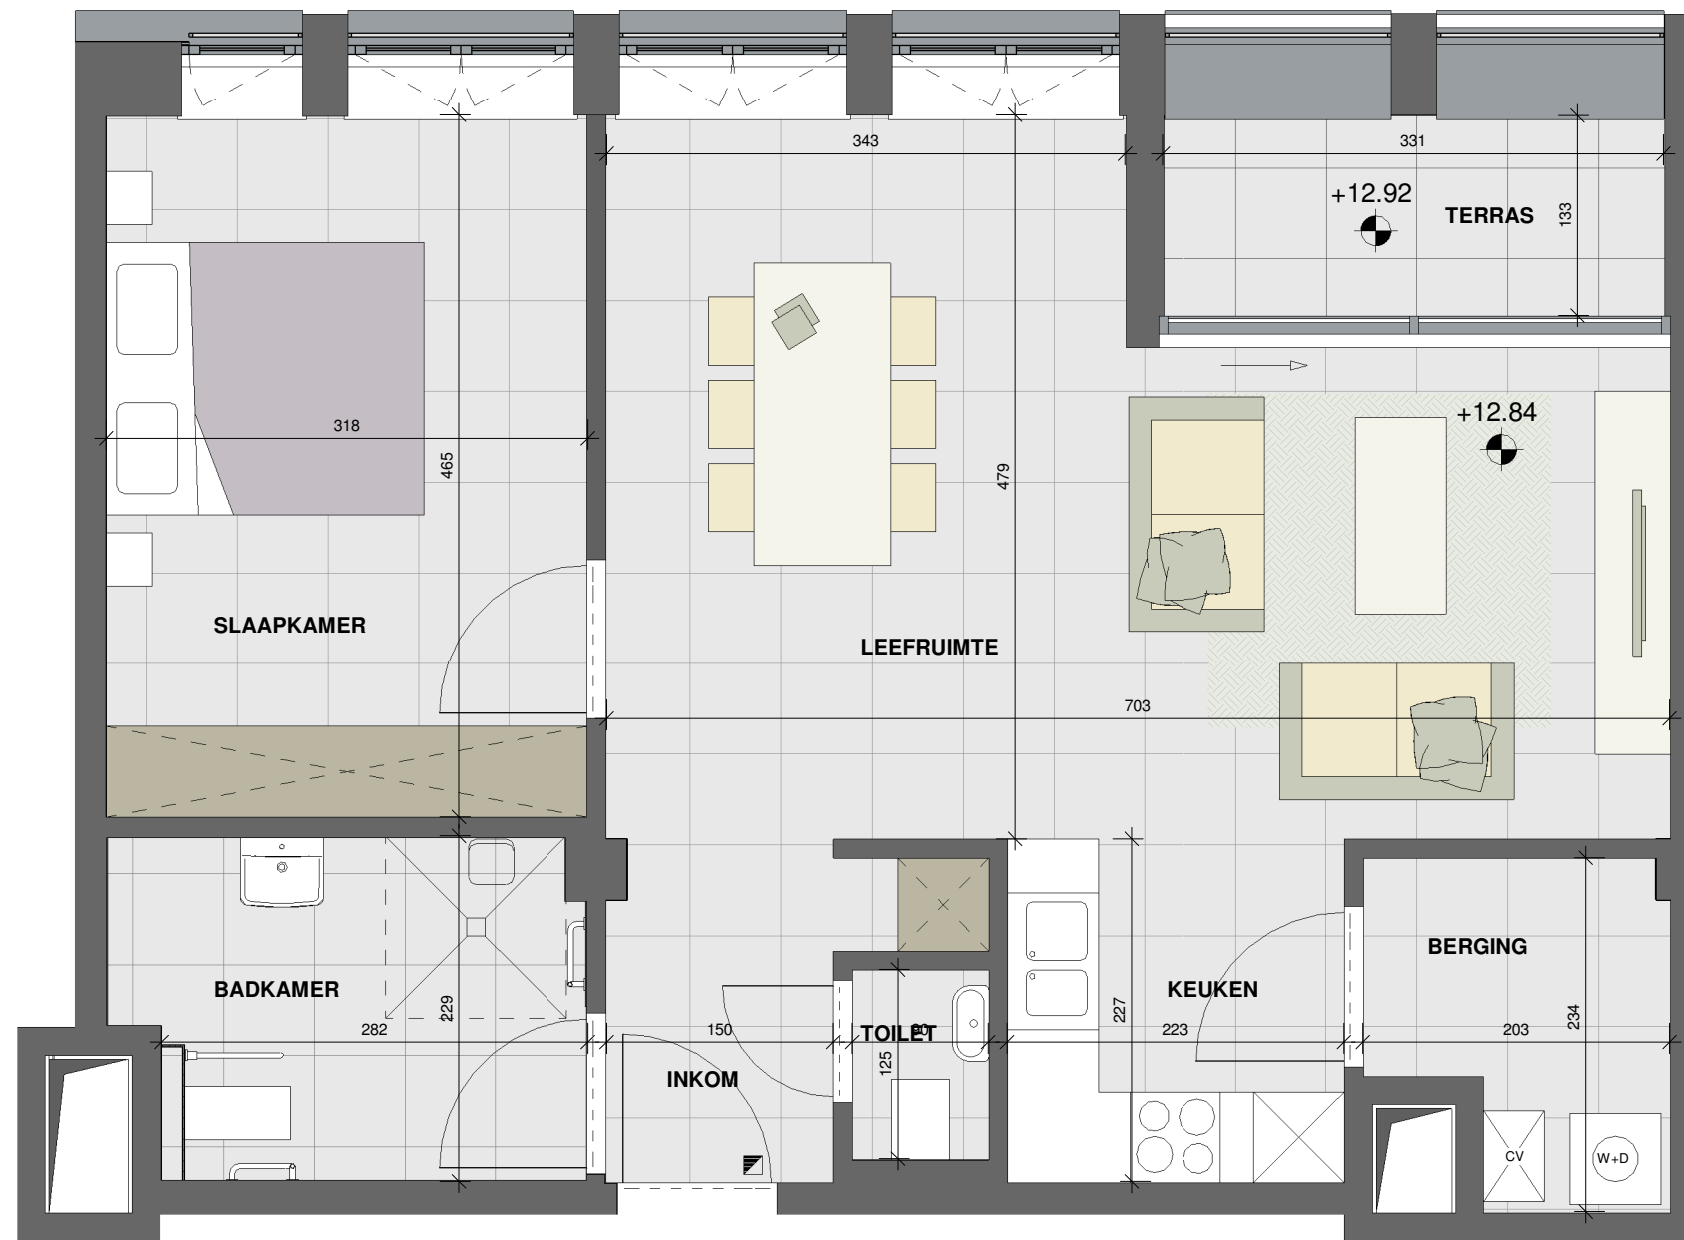 343
331
+12.92
TERRAS
133
+12.84
318
465
479
SLAAPKAMER
LEEFRUIMTE
703
BERGING
BADKAMER
KEUKEN
229
227
234
282
150
TOILET
90
223
203
125
INKOM
CV
W+D